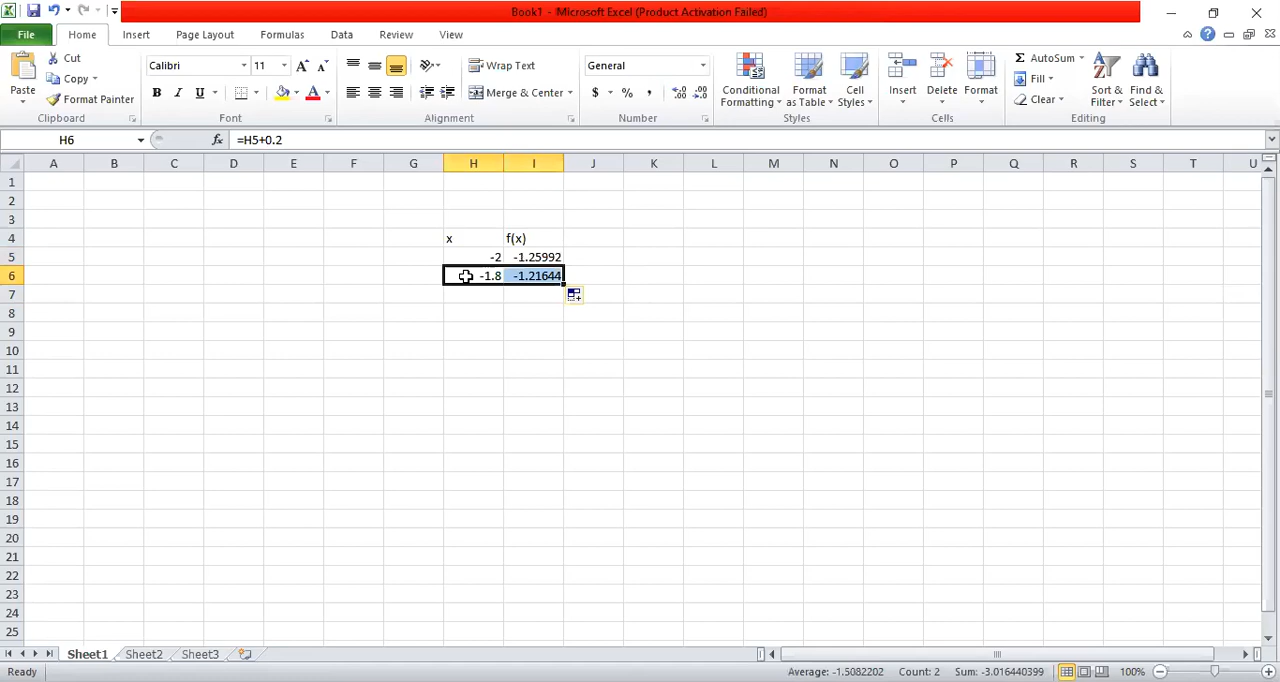 Book1 - Microsoft Excel (Product Activation Failed)
File Home Insert Page Layout Formulas Data Review View
Paste Cut Copy Format Painter
Clipboard
Calibri 11
B I U A A A
Font
Wrap Text
Merge & Center
Alignment
General
$ % ,
Number
Conditional Formatting
Format as Table
Cell Styles
Styles
Insert Delete Format
Cells
Σ AutoSum
Fill
Clear
Sort & Filter
Find & Select
Editing
H6 fx =H5+0.2
A B C D E F G H I J K L M N O P Q R S T U
1
2
3
4 x f(x)
5 -2 -1.25992
6 -1.8 -1.21644
7
8
9
10
11
12
13
14
15
16
17
18
19
20
21
22
23
24
25
Sheet1 Sheet2 Sheet3
Ready Average: -1.5082202 Count: 2 Sum: -3.016440399 100%